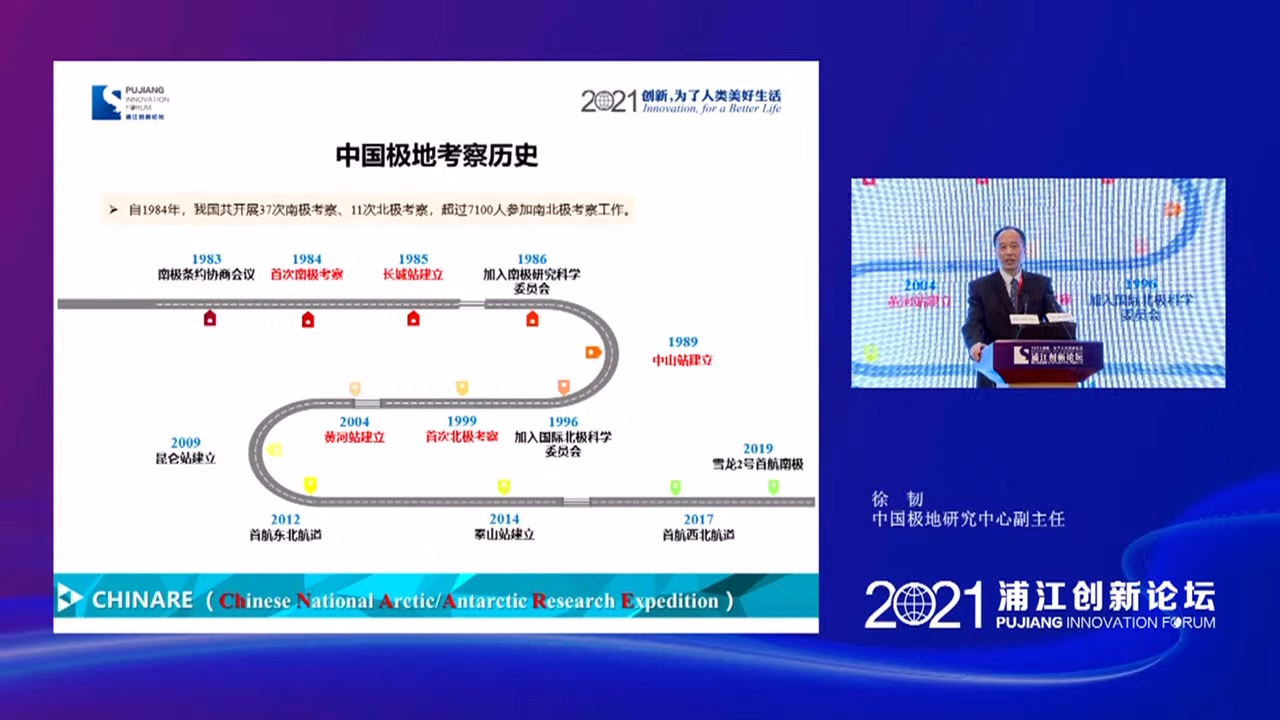 PUJIANG
INNOVATION
FORUM
浦江创新论坛
2021 创新,为了人类美好生活
Innovation, for a Better Life
中国极地考察历史
➢ 自1984年，我国共开展37次南极考察、11次北极考察，超过7100人参加南北极考察工作。
1983
南极条约协商会议
1984
首次南极考察
1985
长城站建立
1986
加入南极研究科学
委员会
1989
中山站建立
2004
黄河站建立
1999
首次北极考察
1996
加入国际北极科学
委员会
2009
昆仑站建立
2012
首航东北航道
2014
泰山站建立
2017
首航西北航道
2019
雪龙2号首航南极
CHINARE（Chinese National Arctic/Antarctic Research Expedition）
2004
黄河站建立
1996
加入国际北极科学
委员会
浦江创新论坛
徐 韧
中国极地研究中心副主任
2021 浦江创新论坛
PUJIANG INNOVATION FORUM